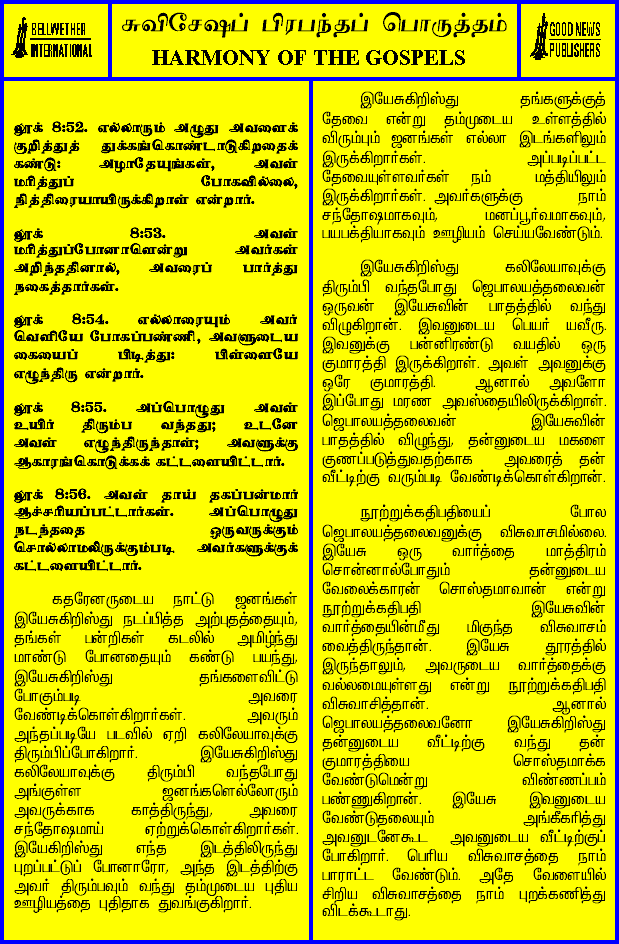 BELLWETHER
INTERNATIONAL
சுவிசேஷப் பிரபந்தப் பொருத்தம்
HARMONY OF THE GOSPELS
GOOD NEWS
PUBLISHERS
லூக் 8:52. எல்லாரும் அழுது அவளைக்
குறித்துத் துக்கங்கொண்டாடுகிறதைக்
கண்டு: அழாதேயுங்கள், அவள்
மரித்துப் போகவில்லை,
நித்திரையாயிருக்கிறாள் என்றார்.
லூக் 8:53. அவள்
மரித்துப்போனாளென்று அவர்கள்
அறிந்ததினால், அவரைப் பார்த்து
நகைத்தார்கள்.
லூக் 8:54. எல்லாரையும் அவர்
வெளியே போகப்பண்ணி, அவளுடைய
கையைப் பிடித்து: பிள்ளையே
எழுந்திரு என்றார்.
லூக் 8:55. அப்பொழுது அவள்
உயிர் திரும்ப வந்தது; உடனே
அவள் எழுந்திருந்தாள்; அவளுக்கு
ஆகாரங்கொடுக்கக் கட்டளையிட்டார்.
லூக் 8:56. அவள் தாய் தகப்பன்மார்
ஆச்சரியப்பட்டார்கள். அப்பொழுது
நடந்ததை ஒருவருக்கும்
சொல்லாமலிருக்கும்படி அவர்களுக்குக்
கட்டளையிட்டார்.
கதரேனருடைய நாட்டு ஜனங்கள்
இயேசுகிறிஸ்து நடப்பித்த அற்புதத்தையும்,
தங்கள் பன்றிகள் கடலில் அமிழ்ந்து
மாண்டு போனதையும் கண்டு பயந்து,
இயேசுகிறிஸ்து தங்களைவிட்டு
போகும்படி அவரை
வேண்டிக்கொள்கிறார்கள். அவரும்
அந்தப்படியே படவில் ஏறி கலிலேயாவுக்கு
திரும்பிப்போகிறார். இயேசுகிறிஸ்து
கலிலேயாவுக்கு திரும்பி வந்தபோது
அங்குள்ள ஜனங்களெல்லோரும்
அவருக்காக காத்திருந்து, அவரை
சந்தோஷமாய் ஏற்றுக்கொள்கிறார்கள்.
இயேகிறிஸ்து எந்த இடத்திலிருந்து
புறப்பட்டுப் போனாரோ, அந்த இடத்திற்கு
அவர் திரும்பவும் வந்து தம்முடைய புதிய
ஊழியத்தை புதிதாக துவங்குகிறார்.
இயேசுகிறிஸ்து தங்களுக்குத்
தேவை என்று தம்முடைய உள்ளத்தில்
விரும்பும் ஜனங்கள் எல்லா இடங்களிலும்
இருக்கிறார்கள். அப்படிப்பட்ட
தேவையுள்ளவர்கள் நம் மத்தியிலும்
இருக்கிறார்கள். அவர்களுக்கு நாம்
சந்தோஷமாகவும், மனப்பூர்வமாகவும்,
பயபக்தியாகவும் ஊழியம் செய்யவேண்டும்.
இயேசுகிறிஸ்து கலிலேயாவுக்கு
திரும்பி வந்தபோது ஜெபாலயத்தலைவன்
ஒருவன் இயேசுவின் பாதத்தில் வந்து
விழுகிறான். இவனுடைய பெயர் யவீரு.
இவனுக்கு பன்னிரண்டு வயதில் ஒரு
குமாரத்தி இருக்கிறாள். அவள் அவனுக்கு
ஒரே குமாரத்தி. ஆனால் அவளோ
இப்போது மரண அவஸ்தையிலிருக்கிறாள்.
ஜெபாலயத்தலைவன் இயேசுவின்
பாதத்தில் விழுந்து, தன்னுடைய மகளை
குணப்படுத்துவதற்காக அவரைத் தன்
வீட்டிற்கு வரும்படி வேண்டிக்கொள்கிறான்.
நூற்றுக்கதிபதியைப் போல
ஜெபாலயத்தலைவனுக்கு விசுவாசமில்லை.
இயேசு ஒரு வார்த்தை மாத்திரம்
சொன்னால்போதும் தன்னுடைய
வேலைக்காரன் சொஸ்தமாவான் என்று
நூற்றுக்கதிபதி இயேசுவின்
வார்த்தையின்மீது மிகுந்த விசுவாசம்
வைத்திருந்தான். இயேசு தூரத்தில்
இருந்தாலும், அவருடைய வார்த்தைக்கு
வல்லமையுள்ளது என்று நூற்றுக்கதிபதி
விசுவாசித்தான். ஆனால்
ஜெபாலயத்தலைவனோ இயேசுகிறிஸ்து
தன்னுடைய வீட்டிற்கு வந்து தன்
குமாரத்தியை சொஸ்தமாக்க
வேண்டுமென்று விண்ணப்பம்
பண்ணுகிறான். இயேசு இவனுடைய
வேண்டுதலையும் அங்கீகரித்து
அவனுடனேகூட அவனுடைய வீட்டிற்குப்
போகிறார். பெரிய விசுவாசத்தை நாம்
பாராட்ட வேண்டும். அதே வேளையில்
சிறிய விசுவாசத்தை நாம் புறக்கணித்து
விடக்கூடாது.